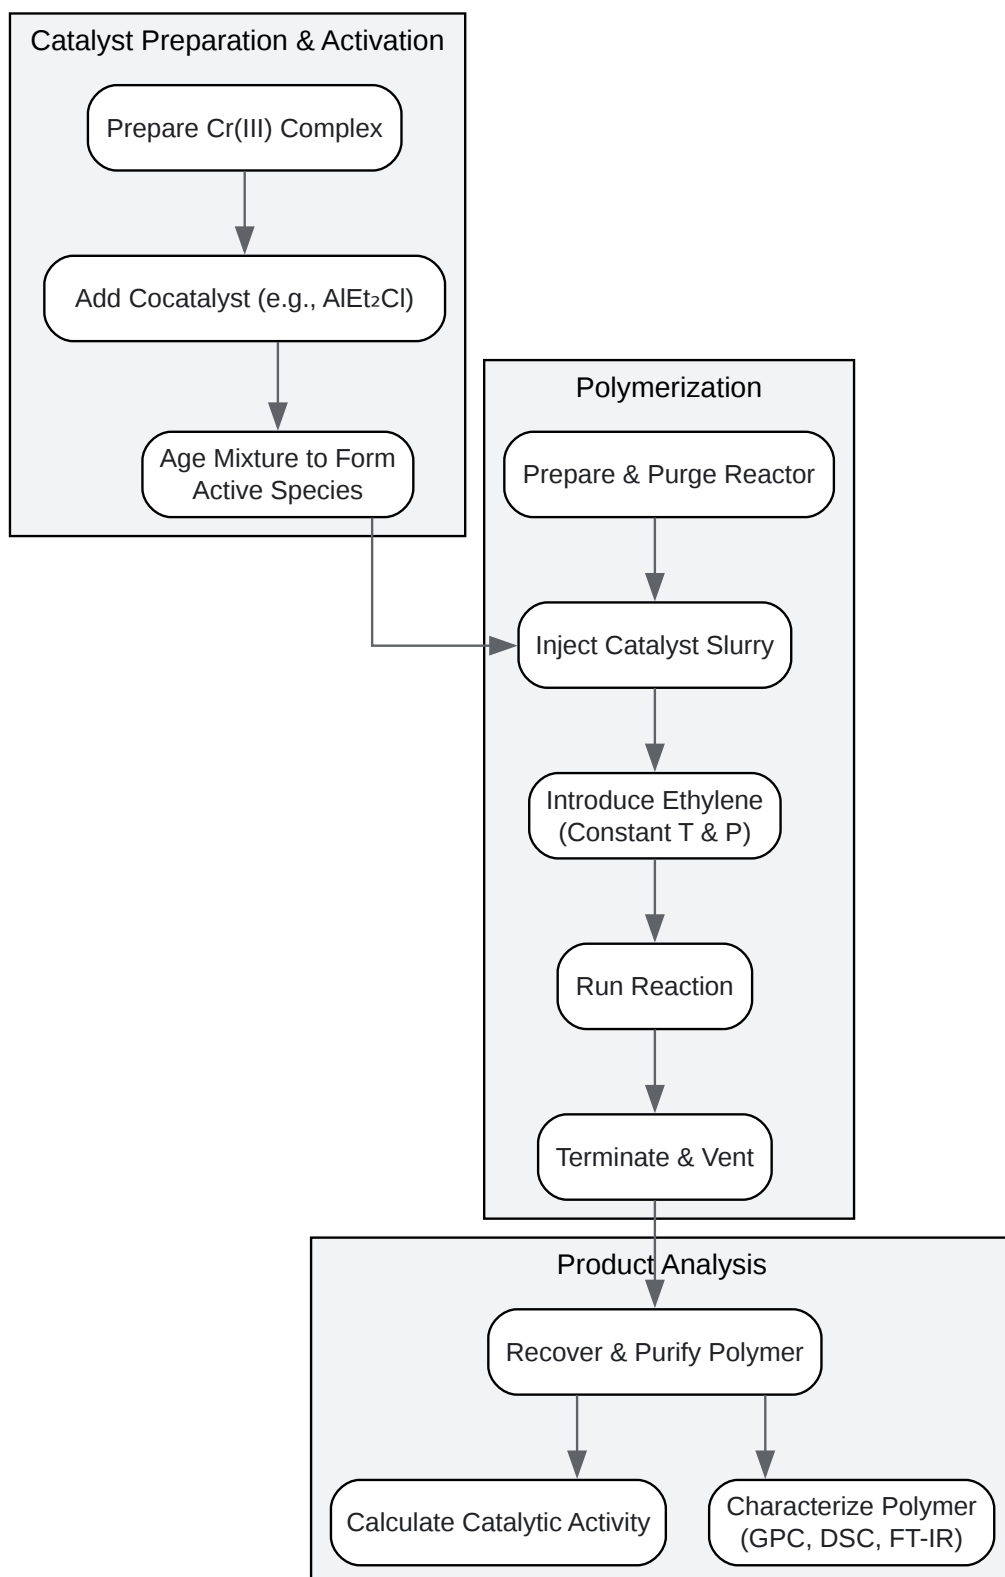 Catalyst Preparation & Activation
Prepare Cr(III) Complex
Add Cocatalyst (e.g., AlEt₂Cl)
Age Mixture to Form
Active Species
Polymerization
Prepare & Purge Reactor
Inject Catalyst Slurry
Introduce Ethylene
(Constant T & P)
Run Reaction
Terminate & Vent
Product Analysis
Recover & Purify Polymer
Calculate Catalytic Activity
Characterize Polymer
(GPC, DSC, FT-IR)